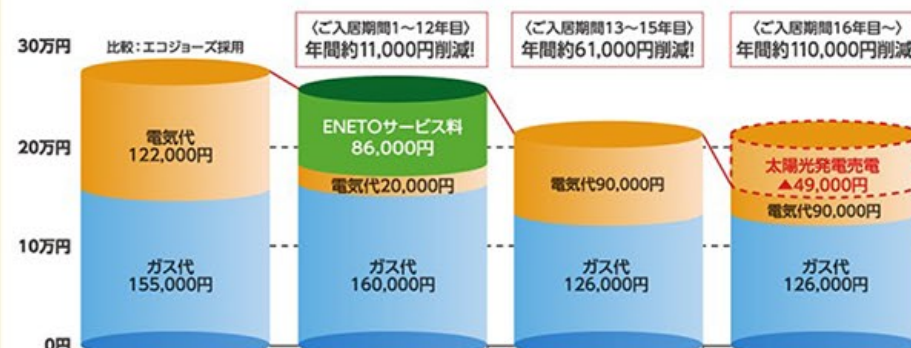 〈ご入居期間1～12年目〉
年間約11,000円削減!
〈ご入居期間13～15年目〉
年間約61,000円削減!
〈ご入居期間16年目～〉
年間約110,000円削減
30万円
比較：エコジョーズ採用
20万円
10万円
0円
電気代
122,000円
ガス代
155,000円
ENETOサービス料
86,000円
電気代20,000円
ガス代
160,000円
電気代90,000円
ガス代
126,000円
太陽光発電売電
▲49,000円
電気代90,000円
ガス代
126,000円